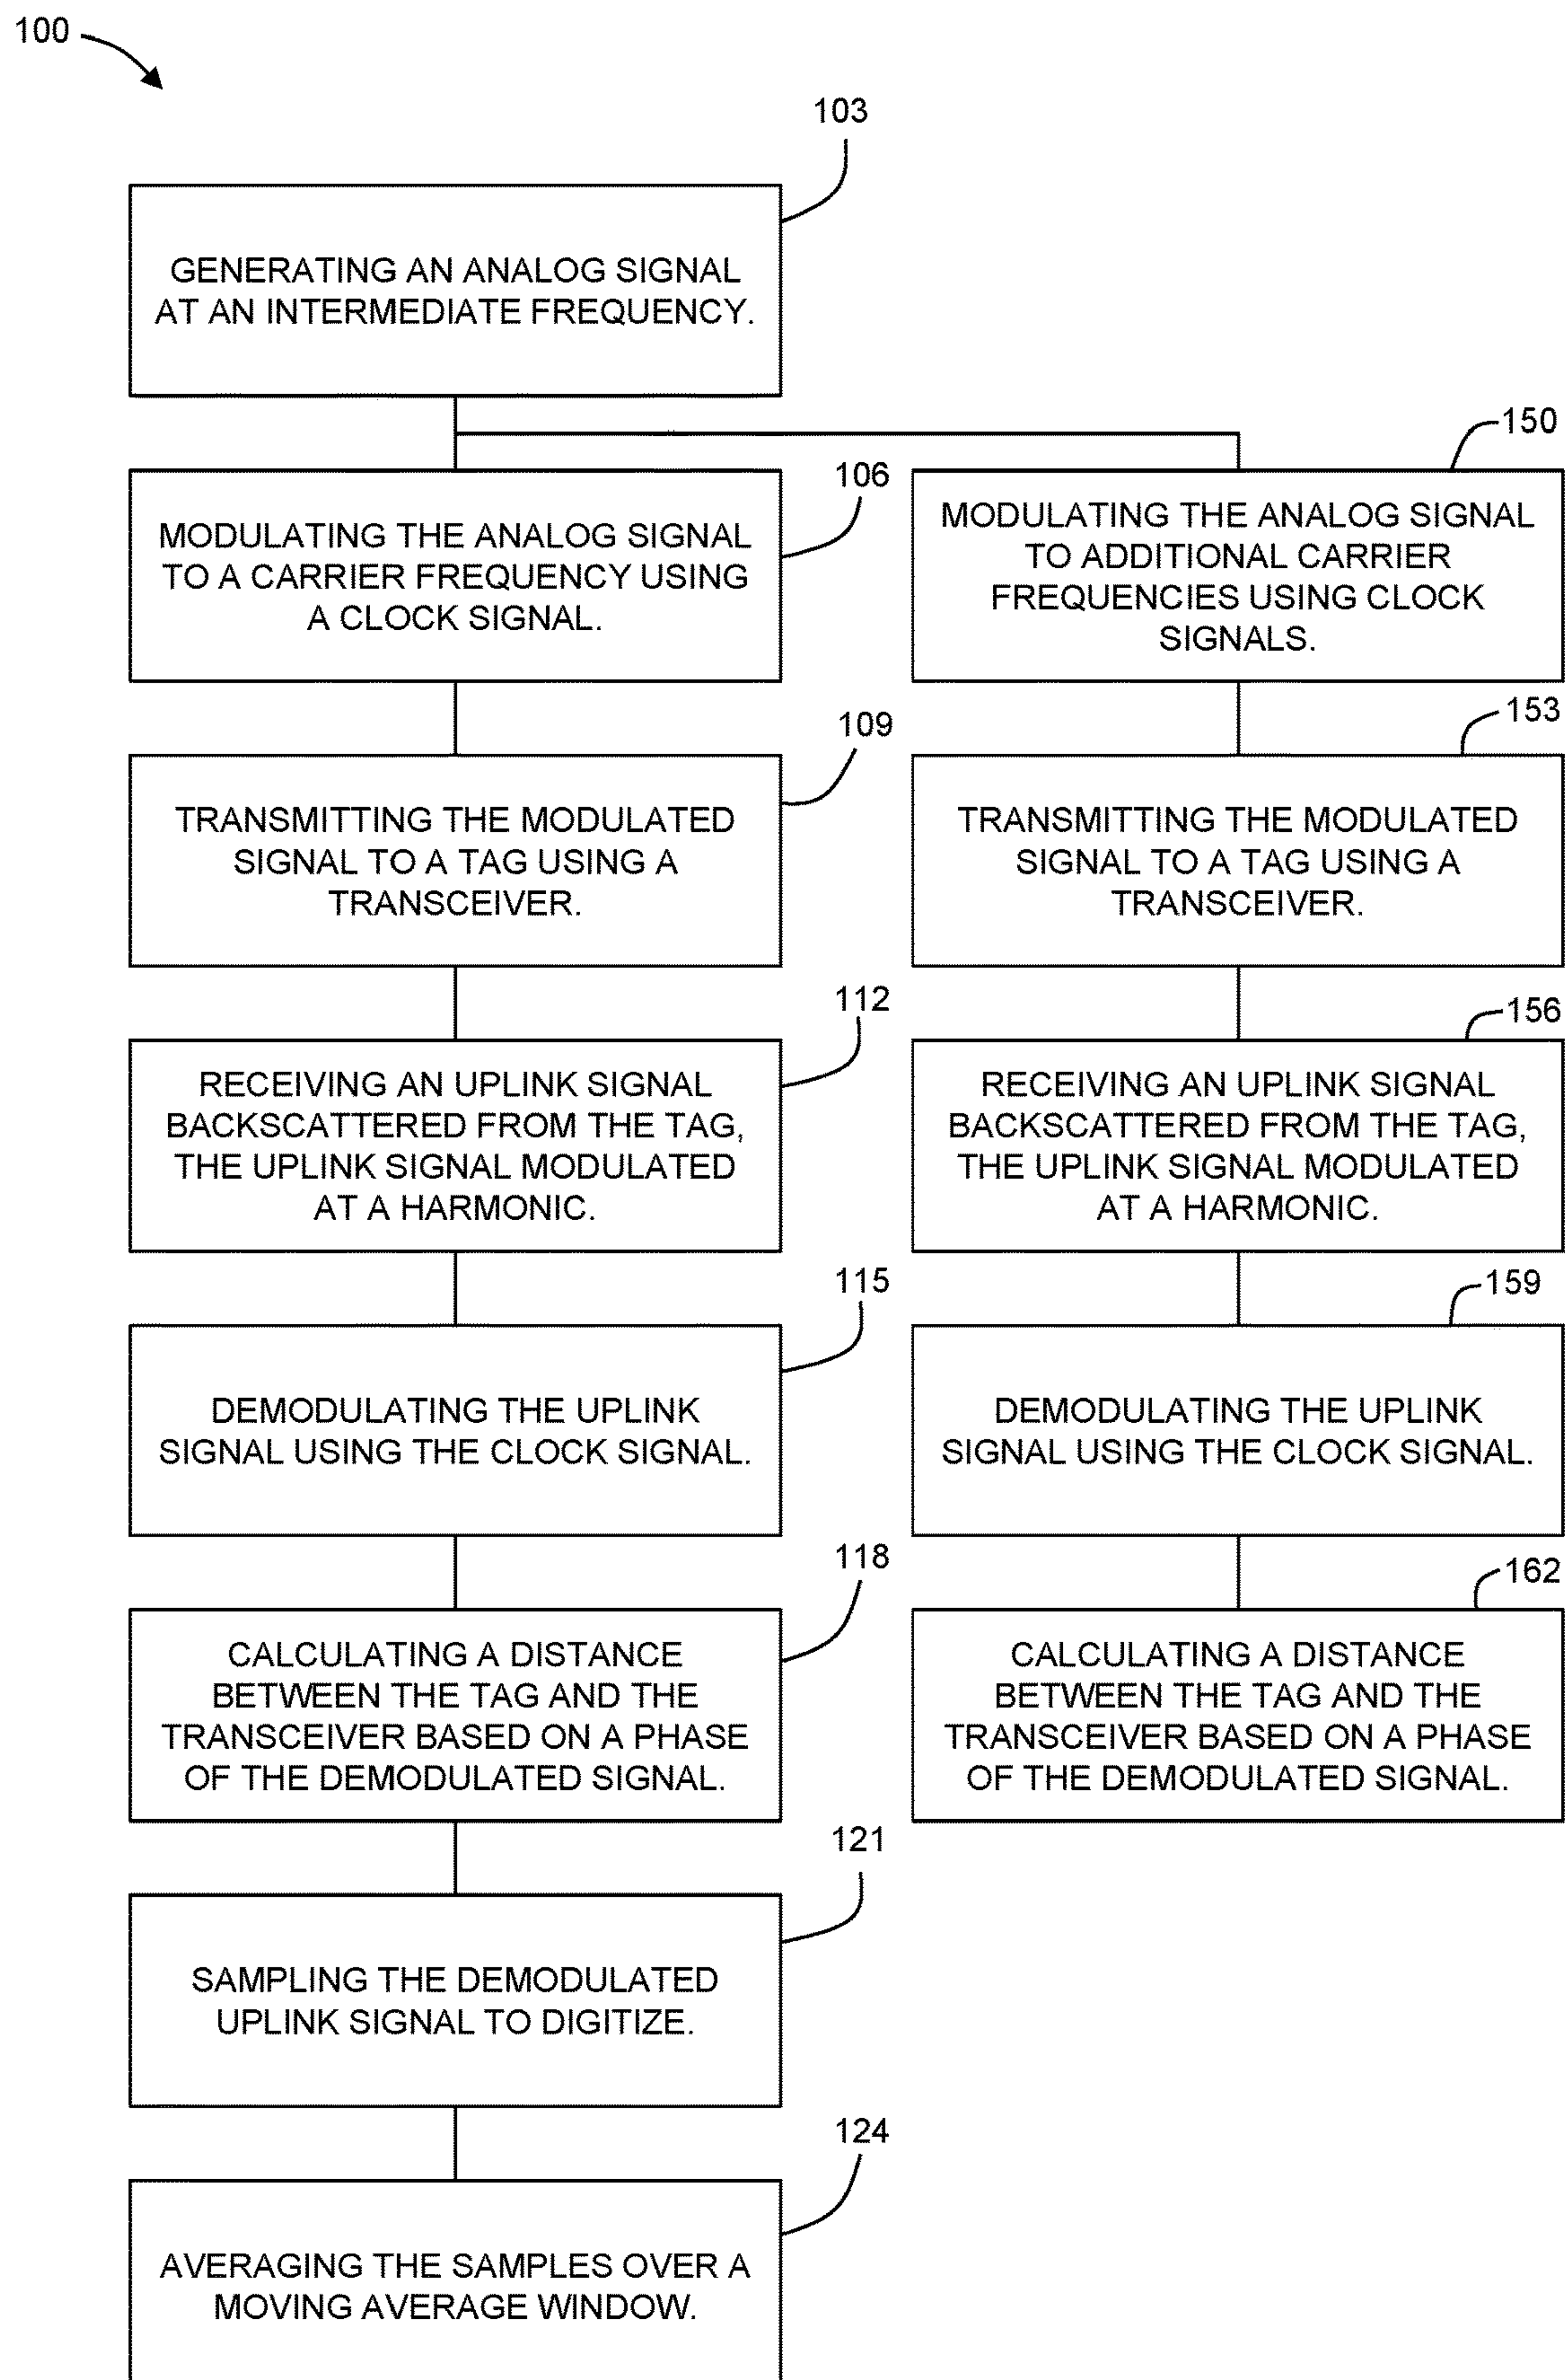 100
103
GENERATING AN ANALOG SIGNAL
AT AN INTERMEDIATE FREQUENCY.
106
MODULATING THE ANALOG SIGNAL
TO A CARRIER FREQUENCY USING
A CLOCK SIGNAL.
109
TRANSMITTING THE MODULATED
SIGNAL TO A TAG USING A
TRANSCEIVER.
112
RECEIVING AN UPLINK SIGNAL
BACKSCATTERED FROM THE TAG,
THE UPLINK SIGNAL MODULATED
AT A HARMONIC.
115
DEMODULATING THE UPLINK
SIGNAL USING THE CLOCK SIGNAL.
118
CALCULATING A DISTANCE
BETWEEN THE TAG AND THE
TRANSCEIVER BASED ON A PHASE
OF THE DEMODULATED SIGNAL.
121
SAMPLING THE DEMODULATED
UPLINK SIGNAL TO DIGITIZE.
124
AVERAGING THE SAMPLES OVER A
MOVING AVERAGE WINDOW.
150
MODULATING THE ANALOG SIGNAL
TO ADDITIONAL CARRIER
FREQUENCIES USING CLOCK
SIGNALS.
153
TRANSMITTING THE MODULATED
SIGNAL TO A TAG USING A
TRANSCEIVER.
156
RECEIVING AN UPLINK SIGNAL
BACKSCATTERED FROM THE TAG,
THE UPLINK SIGNAL MODULATED
AT A HARMONIC.
159
DEMODULATING THE UPLINK
SIGNAL USING THE CLOCK SIGNAL.
162
CALCULATING A DISTANCE
BETWEEN THE TAG AND THE
TRANSCEIVER BASED ON A PHASE
OF THE DEMODULATED SIGNAL.